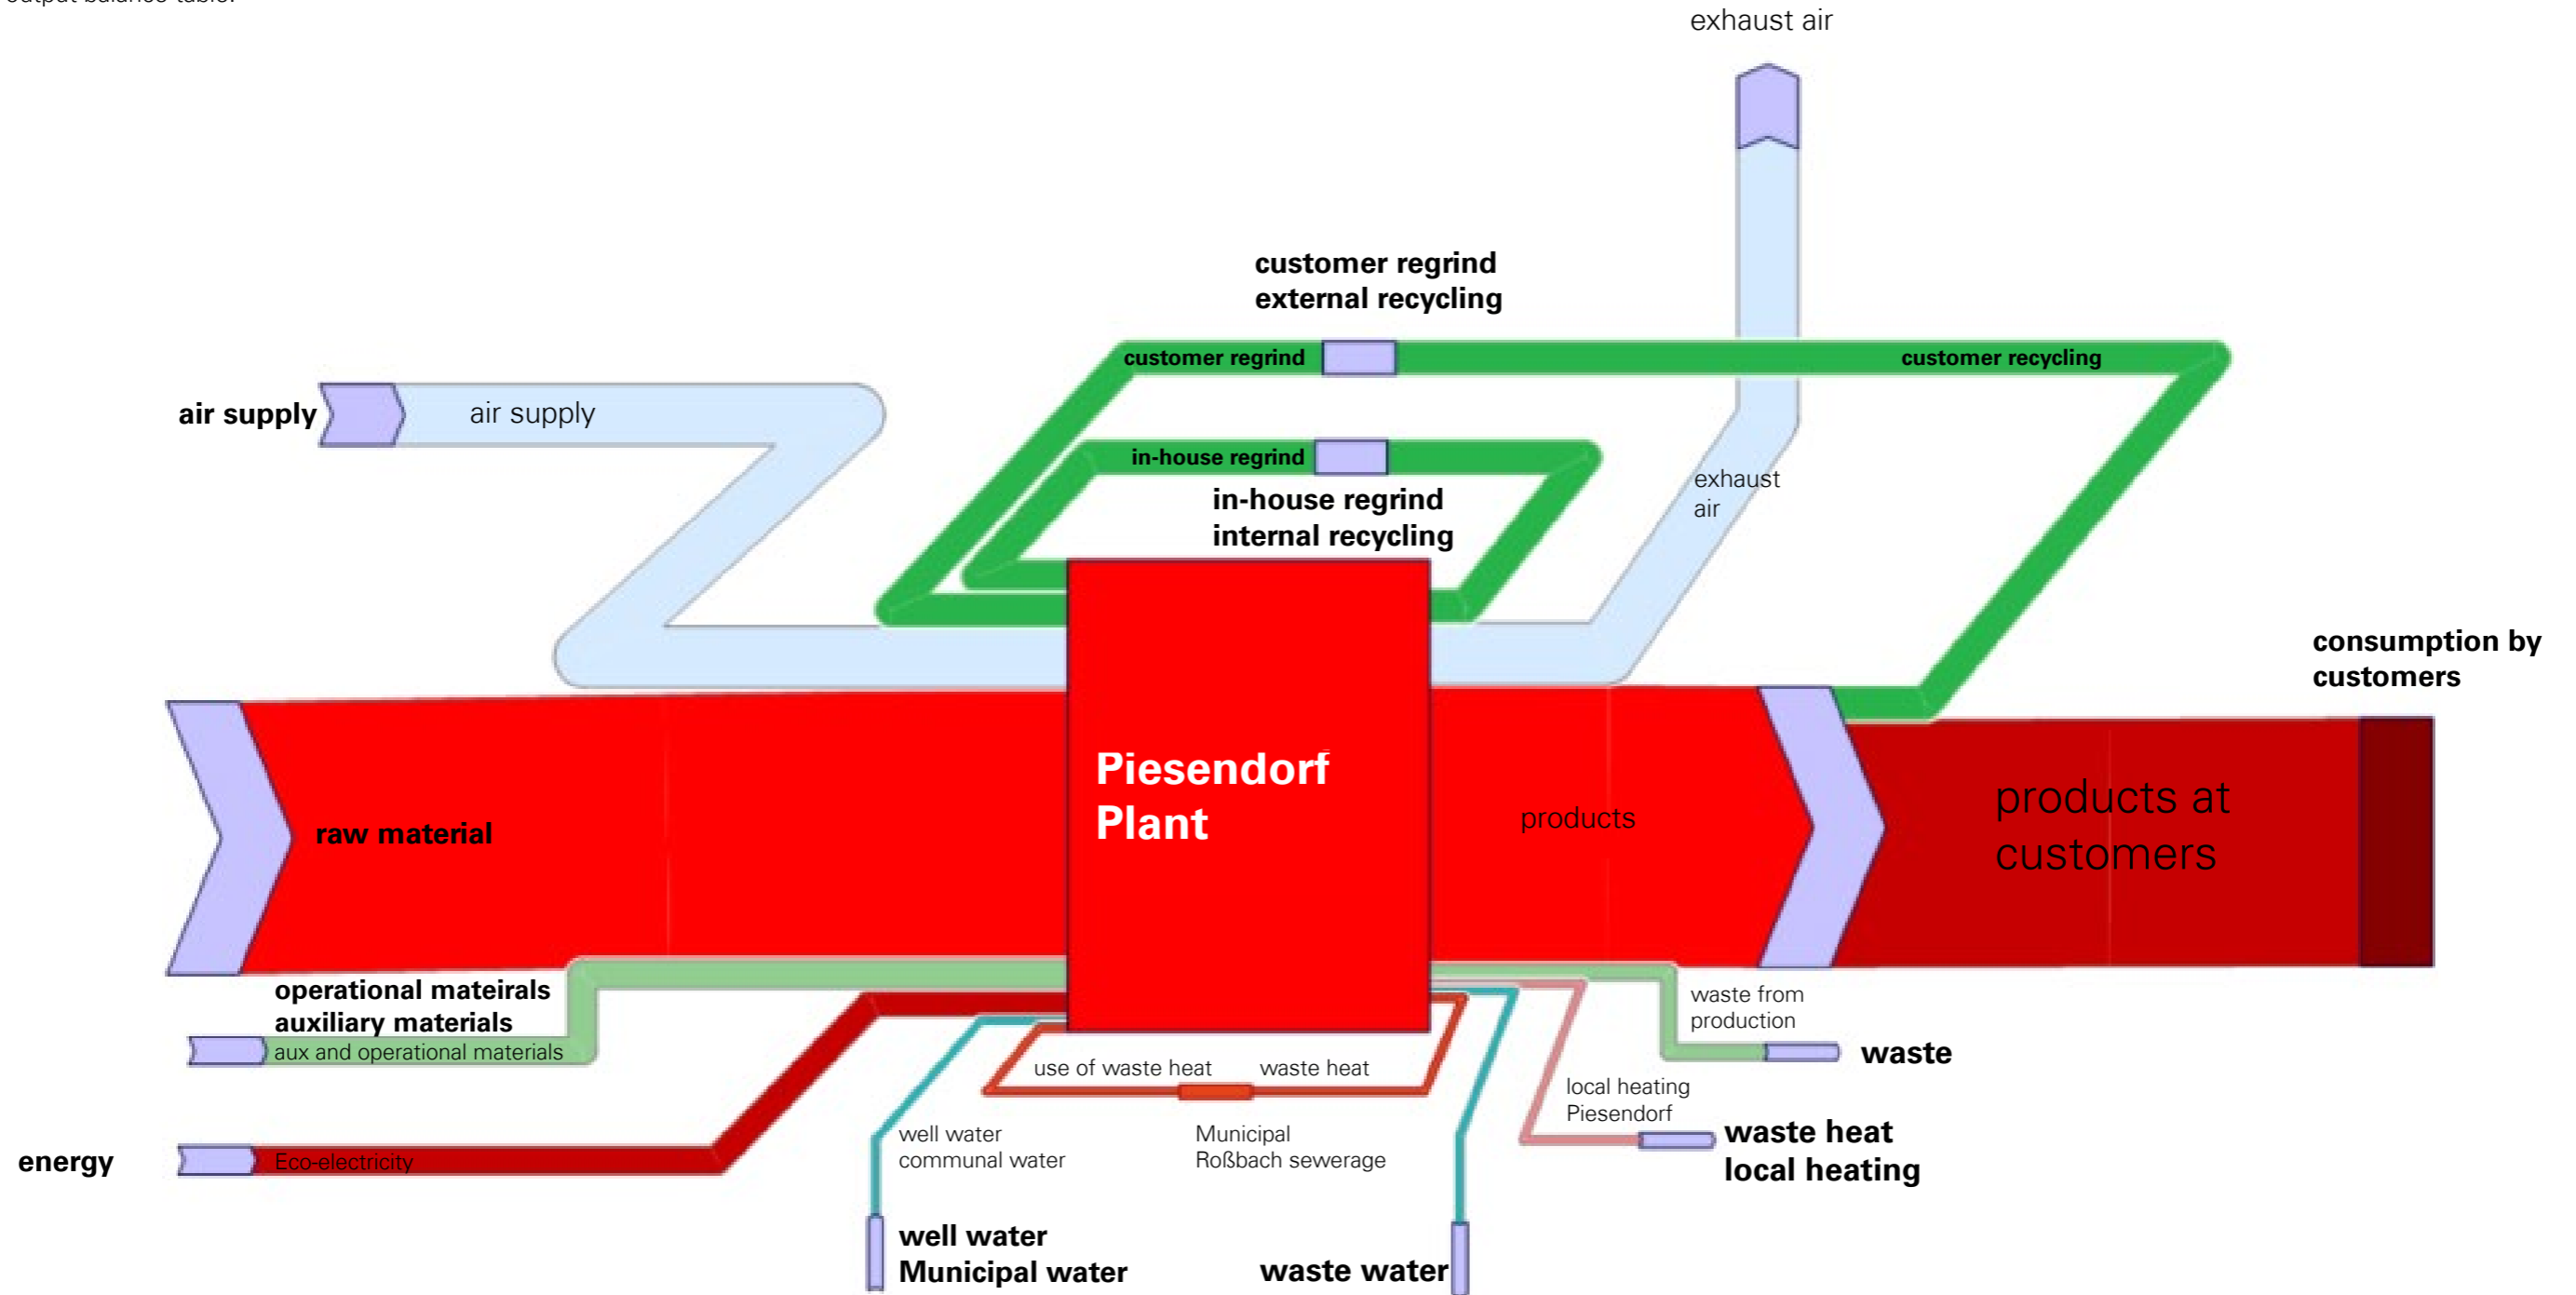 output balance table.
exhaust air
customer regrind
external recycling
customer regrind
customer recycling
air supply
air supply
in-house regrind
in-house regrind
internal recycling
exhaust
air
consumption by
customers
Piesendorf
Plant
raw material
products
products at
customers
operational mateirals
auxiliary materials
aux and operational materials
waste from
production
waste
use of waste heat
waste heat
local heating
Piesendorf
waste heat
local heating
energy
Eco-electricity
well water
communal water
Municipal
Roßbach sewerage
well water
Municipal water
waste water